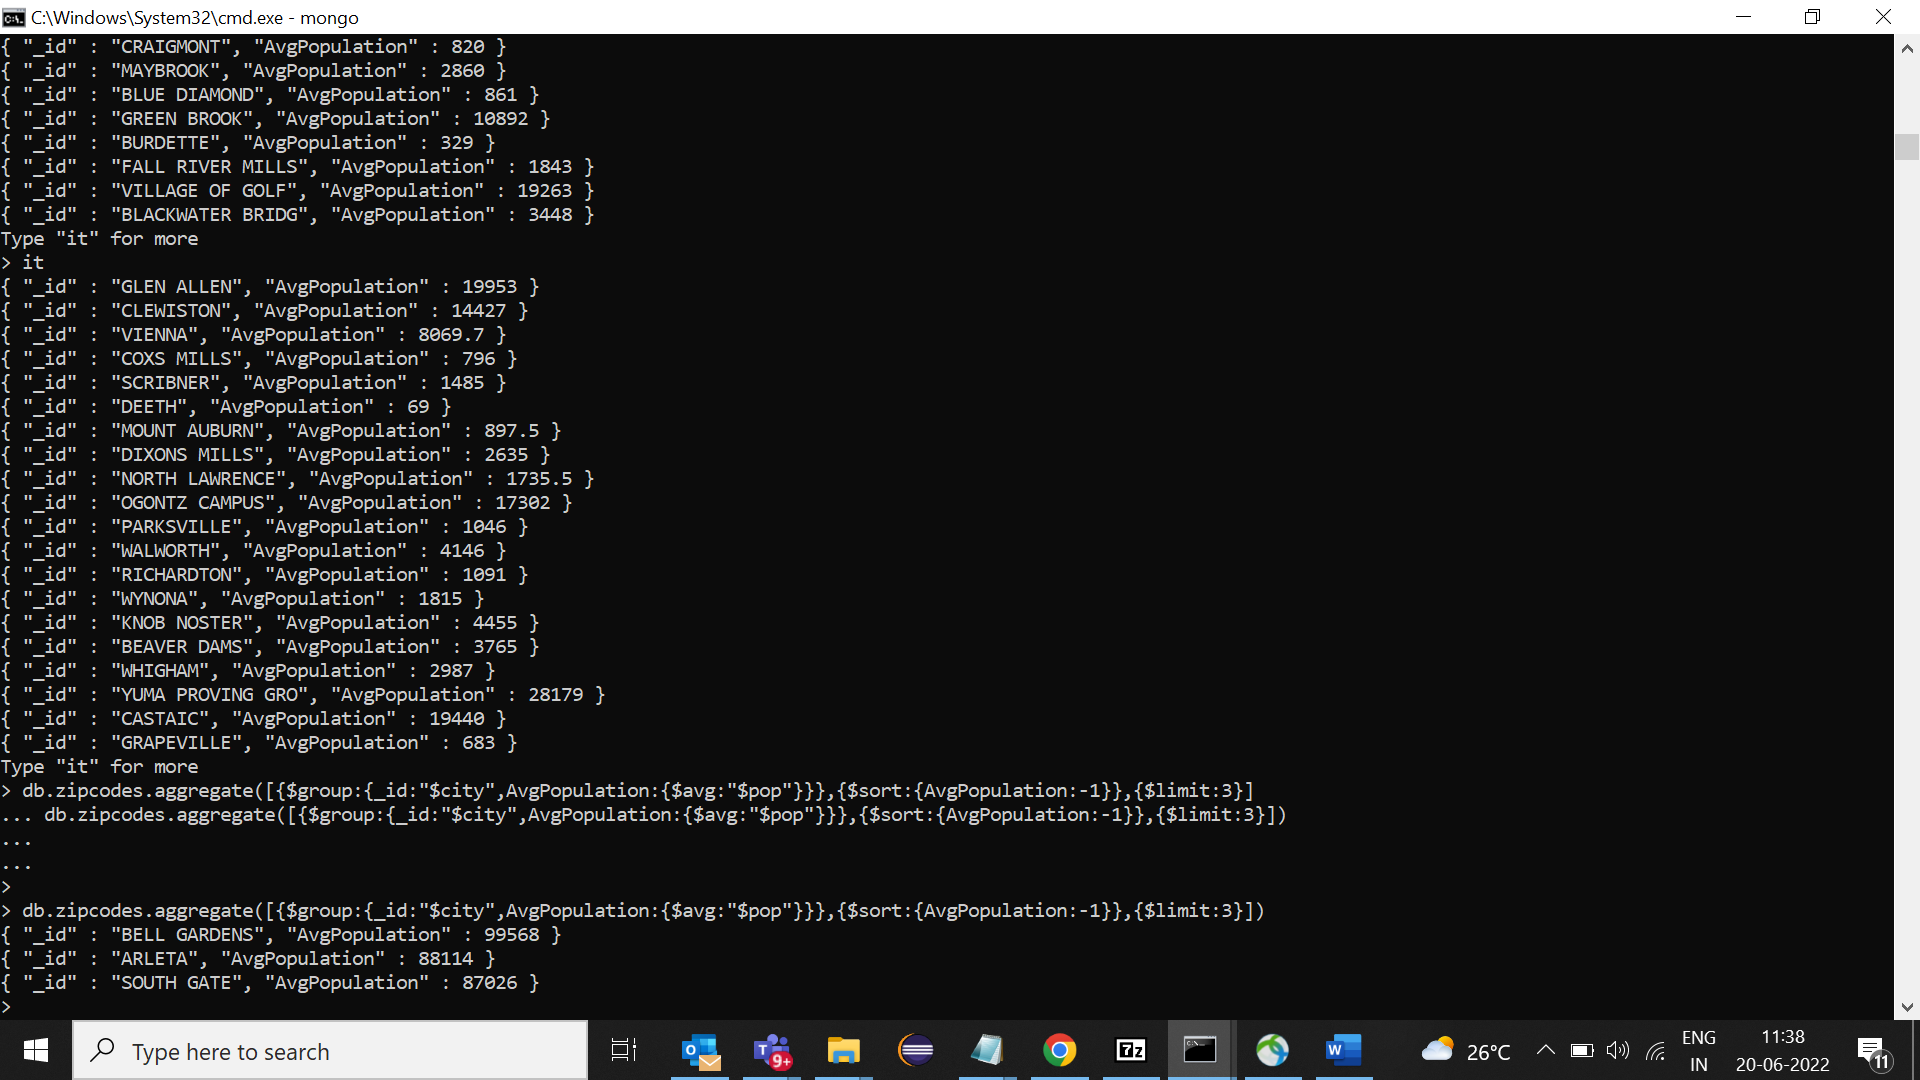 C:\Windows\System32\cmd.exe - mongo
{ "_id" : "CRAIGMONT", "AvgPopulation" : 820 }
{ "_id" : "MAYBROOK", "AvgPopulation" : 2860 }
{ "_id" : "BLUE DIAMOND", "AvgPopulation" : 861 }
{ "_id" : "GREEN BROOK", "AvgPopulation" : 10892 }
{ "_id" : "BURDETTE", "AvgPopulation" : 329 }
{ "_id" : "FALL RIVER MILLS", "AvgPopulation" : 1843 }
{ "_id" : "VILLAGE OF GOLF", "AvgPopulation" : 19263 }
{ "_id" : "BLACKWATER BRIDG", "AvgPopulation" : 3448 }
Type "it" for more
> it
{ "_id" : "GLEN ALLEN", "AvgPopulation" : 19953 }
{ "_id" : "CLEWISTON", "AvgPopulation" : 14427 }
{ "_id" : "VIENNA", "AvgPopulation" : 8069.7 }
{ "_id" : "COXS MILLS", "AvgPopulation" : 796 }
{ "_id" : "SCRIBNER", "AvgPopulation" : 1485 }
{ "_id" : "DEETH", "AvgPopulation" : 69 }
{ "_id" : "MOUNT AUBURN", "AvgPopulation" : 897.5 }
{ "_id" : "DIXONS MILLS", "AvgPopulation" : 2635 }
{ "_id" : "NORTH LAWRENCE", "AvgPopulation" : 1735.5 }
{ "_id" : "OGONTZ CAMPUS", "AvgPopulation" : 17302 }
{ "_id" : "PARKSVILLE", "AvgPopulation" : 1046 }
{ "_id" : "WALWORTH", "AvgPopulation" : 4146 }
{ "_id" : "RICHARDTON", "AvgPopulation" : 1091 }
{ "_id" : "WYNONA", "AvgPopulation" : 1815 }
{ "_id" : "KNOB NOSTER", "AvgPopulation" : 4455 }
{ "_id" : "BEAVER DAMS", "AvgPopulation" : 3765 }
{ "_id" : "WHIGHAM", "AvgPopulation" : 2987 }
{ "_id" : "YUMA PROVING GRO", "AvgPopulation" : 28179 }
{ "_id" : "CASTAIC", "AvgPopulation" : 19440 }
{ "_id" : "GRAPEVILLE", "AvgPopulation" : 683 }
Type "it" for more
> db.zipcodes.aggregate([{$group:{_id:"$city",AvgPopulation:{$avg:"$pop"}}},{$sort:{AvgPopulation:-1}},{$limit:3}]
... db.zipcodes.aggregate([{$group:{_id:"$city",AvgPopulation:{$avg:"$pop"}}},{$sort:{AvgPopulation:-1}},{$limit:3}])
...
...
>
> db.zipcodes.aggregate([{$group:{_id:"$city",AvgPopulation:{$avg:"$pop"}}},{$sort:{AvgPopulation:-1}},{$limit:3}])
{ "_id" : "BELL GARDENS", "AvgPopulation" : 99568 }
{ "_id" : "ARLETA", "AvgPopulation" : 88114 }
{ "_id" : "SOUTH GATE", "AvgPopulation" : 87026 }
>
Type here to search
26°C
ENG
IN
11:38
20-06-2022
11
9+
7z